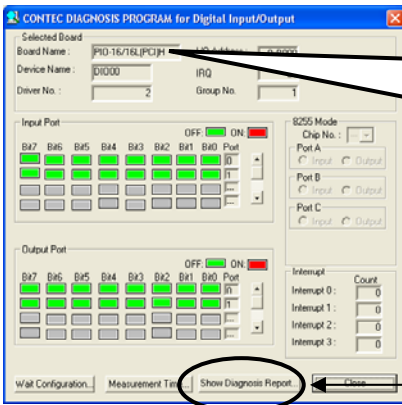 CONTEC DIAGNOSIS PROGRAM for Digital Input/Output
Selected Board
Board Name : PIO-16/16L(PCI)H
Device Name : DIO00 IRQ
Driver No. : 2 Group No. 1
Input Port
OFF: ON:
Bit7 Bit6 Bit5 Bit4 Bit3 Bit2 Bit1 Bit0 Port
0
1
8255 Mode
Chip No. :
Port A
Input Output
Port B
Input Output
Port C
Input Output
Output Port
OFF: ON:
Bit7 Bit6 Bit5 Bit4 Bit3 Bit2 Bit1 Bit0 Port
0
1
Interrupt
Count
Interrupt 0 : 0
Interrupt 1 : 0
Interrupt 2 : 0
Interrupt 3 : 0
Wait Configuration... Show Diagnosis Report... Close